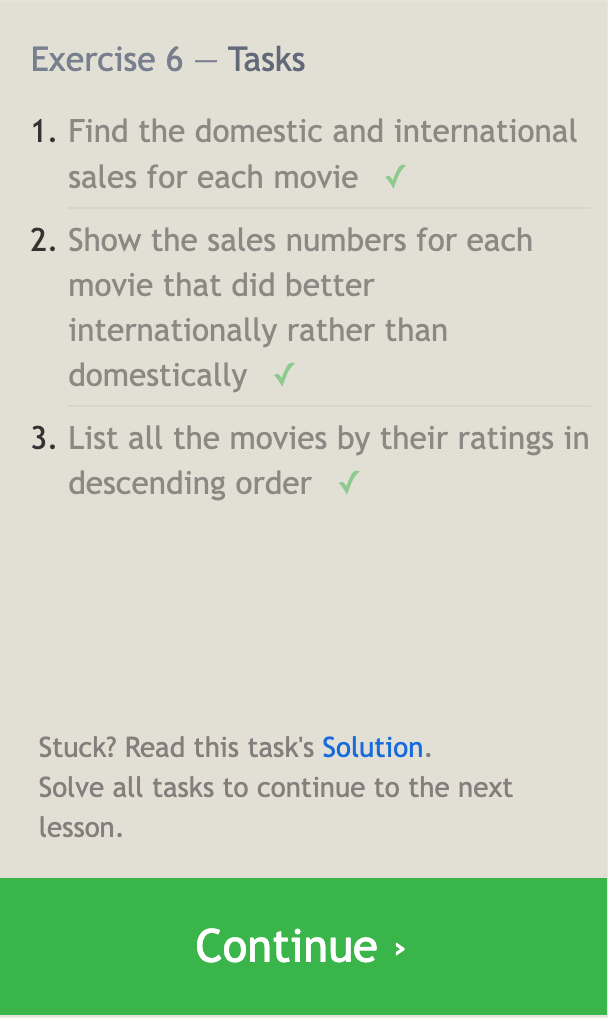 Exercise 6 — Tasks
1. Find the domestic and international
sales for each movie ✓
2. Show the sales numbers for each
movie that did better
internationally rather than
domestically ✓
3. List all the movies by their ratings in
descending order ✓
Stuck? Read this task's Solution.
Solve all tasks to continue to the next
lesson.
Continue ›